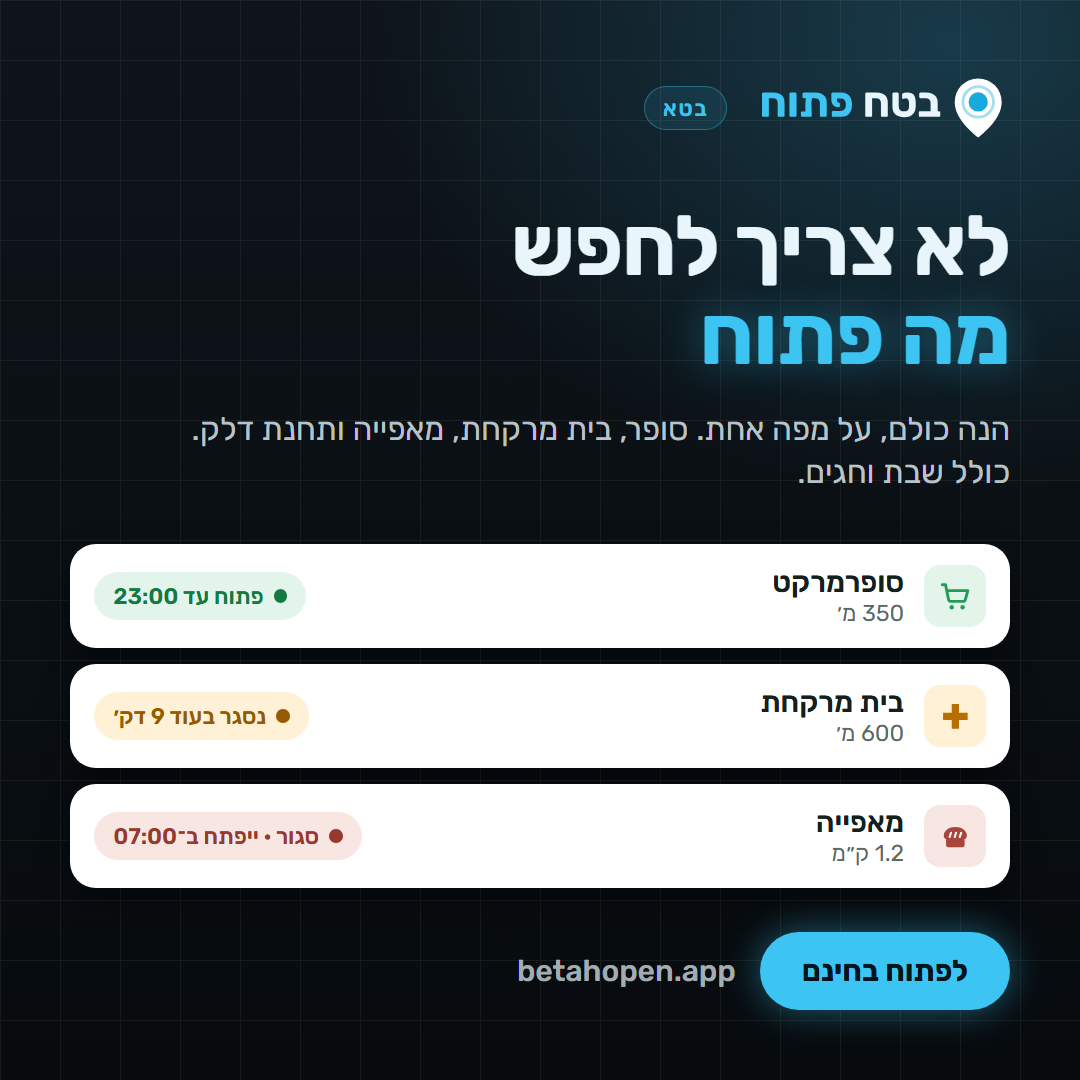 בטח פתוח
בטא
לא צריך לחפש
מה פתוח
הנה כולם, על מפה אחת. סופר, בית מרקחת, מאפייה ותחנת דלק.
כולל שבת וחגים.
סופרמרקט
350 מ׳
פתוח עד 23:00
בית מרקחת
600 מ׳
נסגר בעוד 9 דק׳
מאפייה
1.2 ק״מ
סגור • ייפתח ב־07:00
לפתוח בחינם
betahopen.app